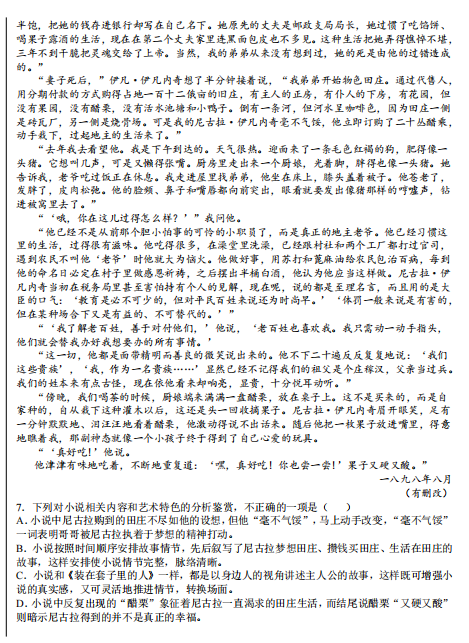 半饱，把她的钱存进银行却写在自己名下。她原先的丈夫是邮政支局局长，她过惯了吃馅饼、
喝果子露酒的生活，现在在第二个丈夫家里连黑面包皮也不多见。这种生活把她弄得憔悴不堪，
三年不到干脆把灵魂交给了上帝。当然，我的弟弟从来没有想到过，她的死是由他的过错造成
的。”
“妻子死后，”伊凡·伊凡内奇想了半分钟接着说，“我弟弟开始物色田庄。通过代售人，
用分期付款的方式购得占地一百十二俄亩的旧庄，有主人的正房，有仆人的下房，有花园，但
没有果园，没有醋栗，没有活水池塘和小鸭子。倒有一条河，但河水呈咖啡色，因为田庄一侧
是砖瓦厂，另一侧是烧骨场。可是我的尼古拉·伊凡内奇毫不气馁，他立即订购了二十丛醋栗，
动手栽下，过起地主的生活来了。”
“去年我去看望他。我是下午到达的。天气很热。迎面来了一条毛色红褐的狗，肥得像一
头猪。它想叫几声，可是又懒得张嘴。厨房里走出来一个厨娘，光着脚，胖得也像一头猪。她
告诉我，老爷吃过饭正在休息。我走进屋里找弟弟，他坐在床上，膝头盖着被子。他苍老了，
发胖了，皮肉松弛。他的脸颊、鼻子和嘴唇都向前突出，眼看就要发出像猪那样的哼嗯声，钻
进被窝里去了。”
“‘哦，你在这儿过得怎么样？’”我问他。
“他已经不是从前那个胆小怕事的可怜的小职员了，而是真正的地主老爷。他已经习惯这
里的生活，过得很有滋味。他吃得很多，在澡堂里洗澡，已经跟村社和两个工厂都打过官司，
遇到农民不叫他‘老爷’时他就大为恼火。他做好事，用苏打和蓖麻油给农民包治百病，每到
他的命名日必定在村子里做感恩祈祷，之后摆出半桶白酒，他认为他应当这样做。尼古拉·伊
凡内奇当初在税务局里甚至害怕持有个人的见解，现在呢，说的都是至理名言，而且用的是大
臣的口气：‘教育是必不可少的，但对平民百姓来说还为时尚早。’‘体罚一般来说是有害的，
但在某种场合下又是有益的、不可替代的。’”
“‘我了解老百姓，善于对付他们，’他说，‘老百姓也喜欢我。我只需动一动手指头，
他们就会替我办好我想要办的所有事情。’
“这一切，他都是面带精明而善良的微笑说出来的。他不下二十遍反反复复地说：‘我们
这些贵族’，‘我，作为一名贵族……’显然已经不记得我们的祖父是个庄稼汉，父亲当过兵。
我们的姓本来有点古怪，现在依他看来却响亮，显贵，十分悦耳动听。”
“傍晚，我们喝茶的时候，厨娘端来满满一盘醋栗，放在桌子上。这不是买来的，而是自
家种的，自从栽下这种灌木以后，这还是头一回收摘果子。尼古拉·伊凡内奇眉开眼笑，足有
一分钟默默地、泪汪汪地看着醋栗，他激动得说不出话来。随后他把一枚果子放进嘴里，得意
地瞧着我，那副神态就像一个小孩子终于得到了自己心爱的玩具。
“‘真好吃！’他说。
他津津有味地吃着，不断地重复道：‘嘿，真好吃！你也尝一尝！’果子又硬又酸。”
一八九八年八月
（有删改）
7．下列对小说相关内容和艺术特色的分析鉴赏，不正确的一项是（ ）
A．小说中尼古拉购到的田庄不尽如他的设想，但他“毫不气馁”，马上动手改变，“毫不气馁”
一词表明哥哥被尼古拉执着于梦想的精神打动。
B．小说按照时间顺序安排故事情节，先后叙写了尼古拉梦想田庄、攒钱买田庄、生活在田庄的
故事，这样安排使小说情节完整，脉络清晰。
C．小说和《装在套子里的人》一样，都是以身边人的视角讲述主人公的故事，这样既可增强小
说的真实感，又可灵活地推进情节，转换场面。
D．小说中反复出现的“醋栗”象征着尼古拉一直渴求的田庄生活，而结尾说醋栗“又硬又酸”
则暗示尼古拉得到的并不是真正的幸福。